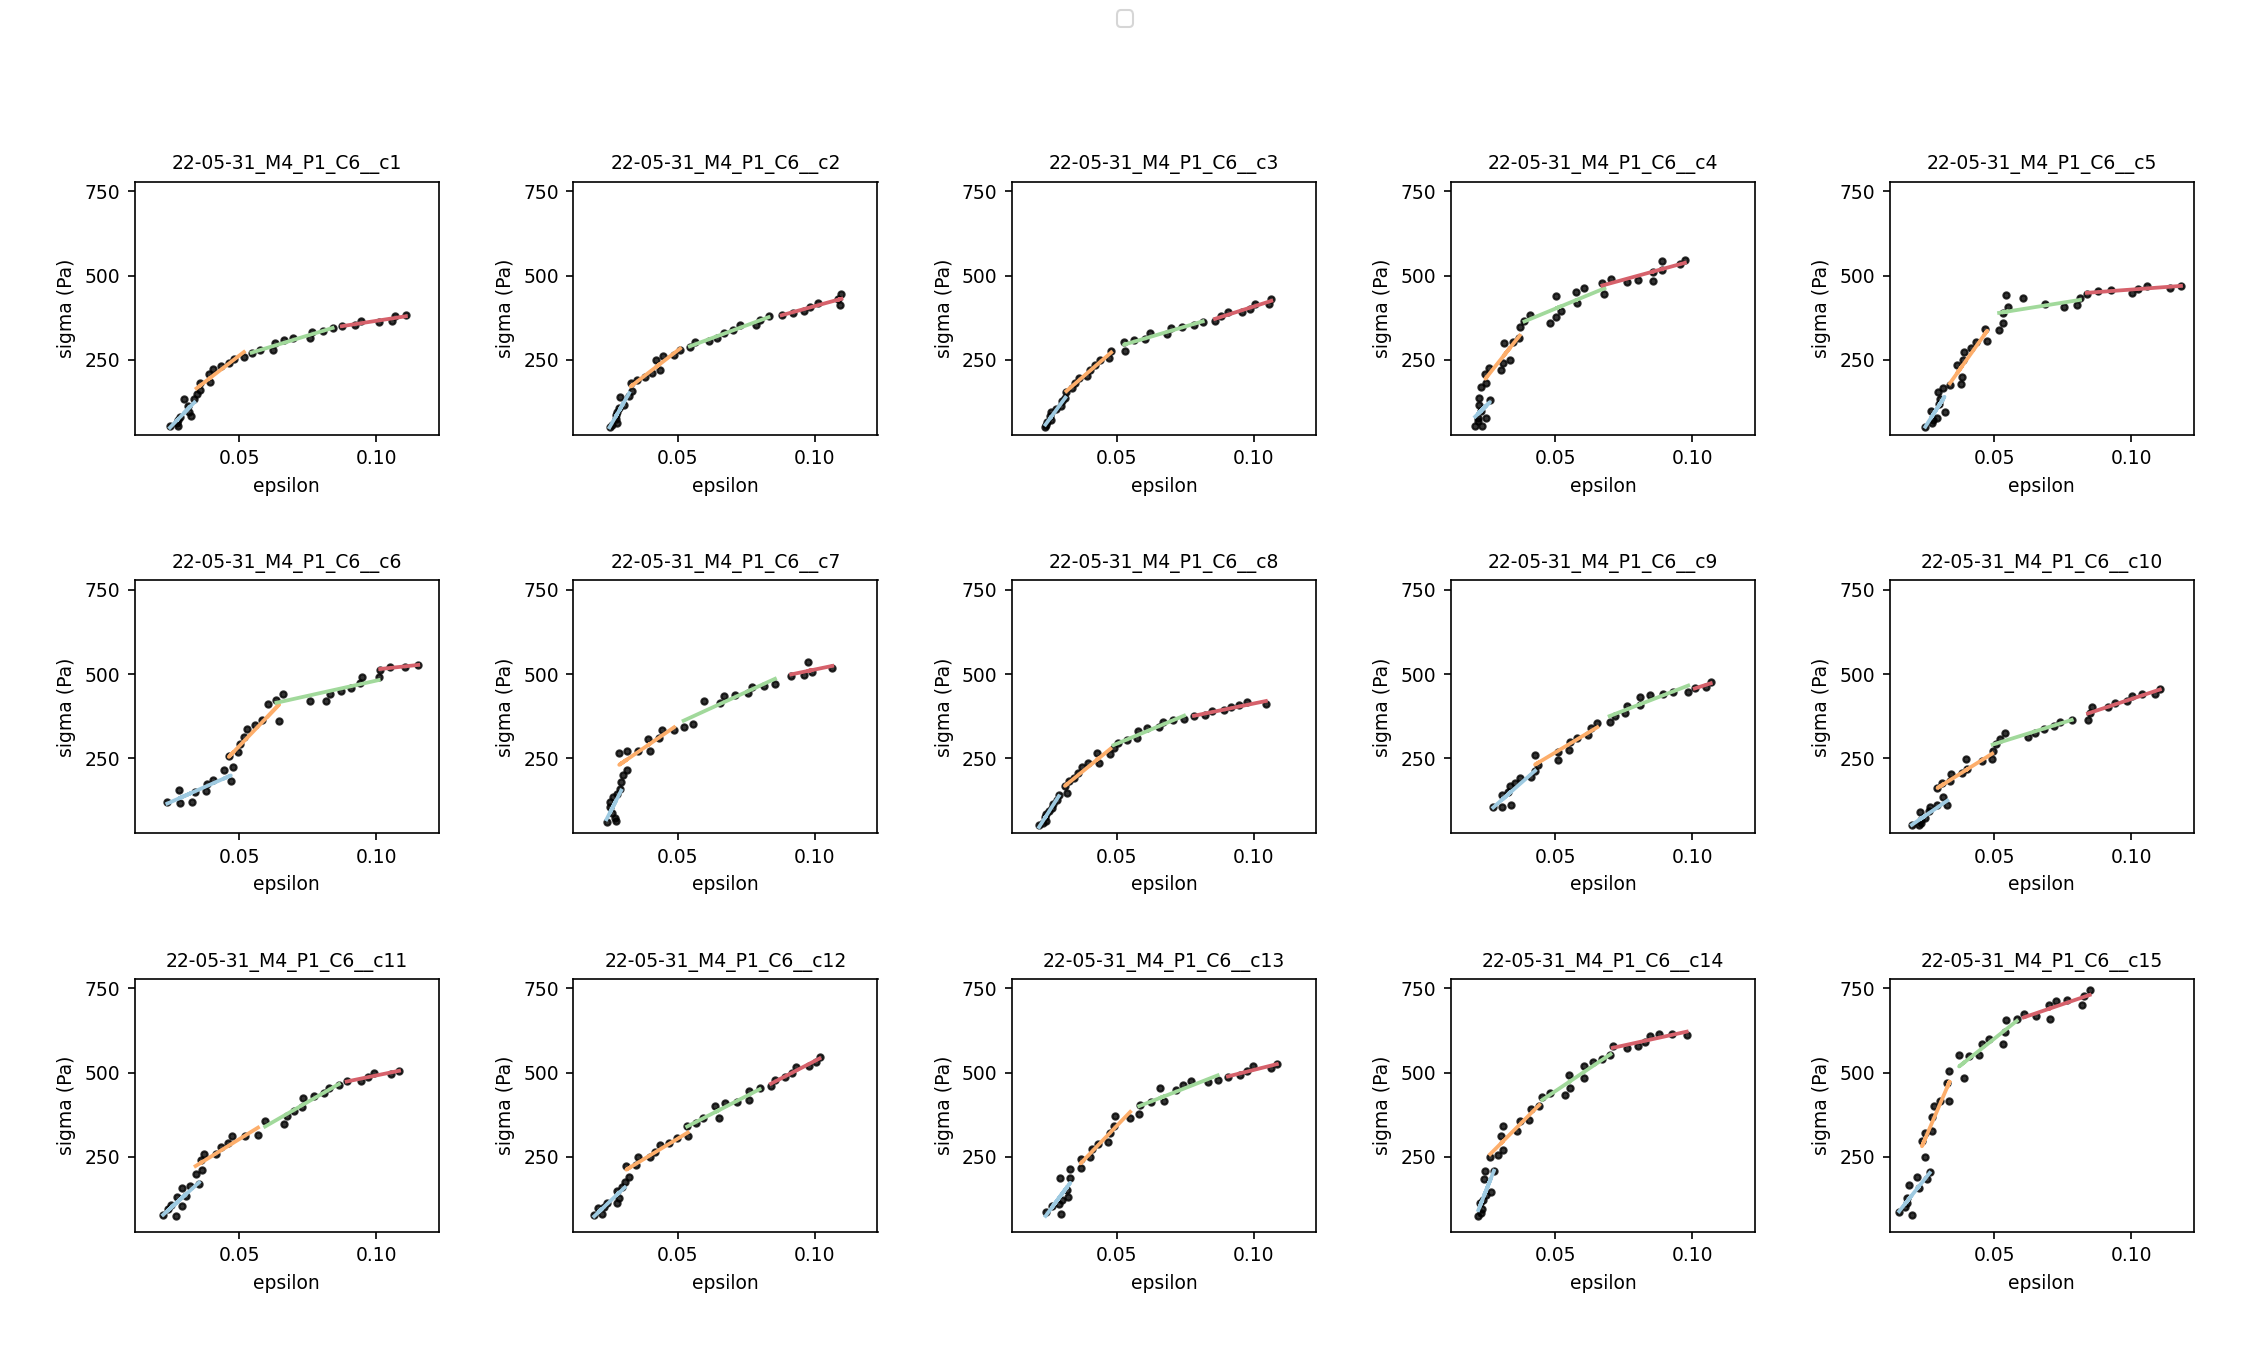 22-05-31_M4_P1_C6__c1
22-05-31_M4_P1_C6__c2
22-05-31_M4_P1_C6__c3
22-05-31_M4_P1_C6__c4
22-05-31_M4_P1_C6__c5
750
500
250
sigma (Pa)
0.05 0.10
epsilon
750
500
250
sigma (Pa)
0.05 0.10
epsilon
750
500
250
sigma (Pa)
0.05 0.10
epsilon
750
500
250
sigma (Pa)
0.05 0.10
epsilon
750
500
250
sigma (Pa)
0.05 0.10
epsilon
22-05-31_M4_P1_C6__c6
22-05-31_M4_P1_C6__c7
22-05-31_M4_P1_C6__c8
22-05-31_M4_P1_C6__c9
22-05-31_M4_P1_C6__c10
750
500
250
sigma (Pa)
0.05 0.10
epsilon
750
500
250
sigma (Pa)
0.05 0.10
epsilon
750
500
250
sigma (Pa)
0.05 0.10
epsilon
750
500
250
sigma (Pa)
0.05 0.10
epsilon
750
500
250
sigma (Pa)
0.05 0.10
epsilon
22-05-31_M4_P1_C6__c11
22-05-31_M4_P1_C6__c12
22-05-31_M4_P1_C6__c13
22-05-31_M4_P1_C6__c14
22-05-31_M4_P1_C6__c15
750
500
250
sigma (Pa)
0.05 0.10
epsilon
750
500
250
sigma (Pa)
0.05 0.10
epsilon
750
500
250
sigma (Pa)
0.05 0.10
epsilon
750
500
250
sigma (Pa)
0.05 0.10
epsilon
750
500
250
sigma (Pa)
0.05 0.10
epsilon